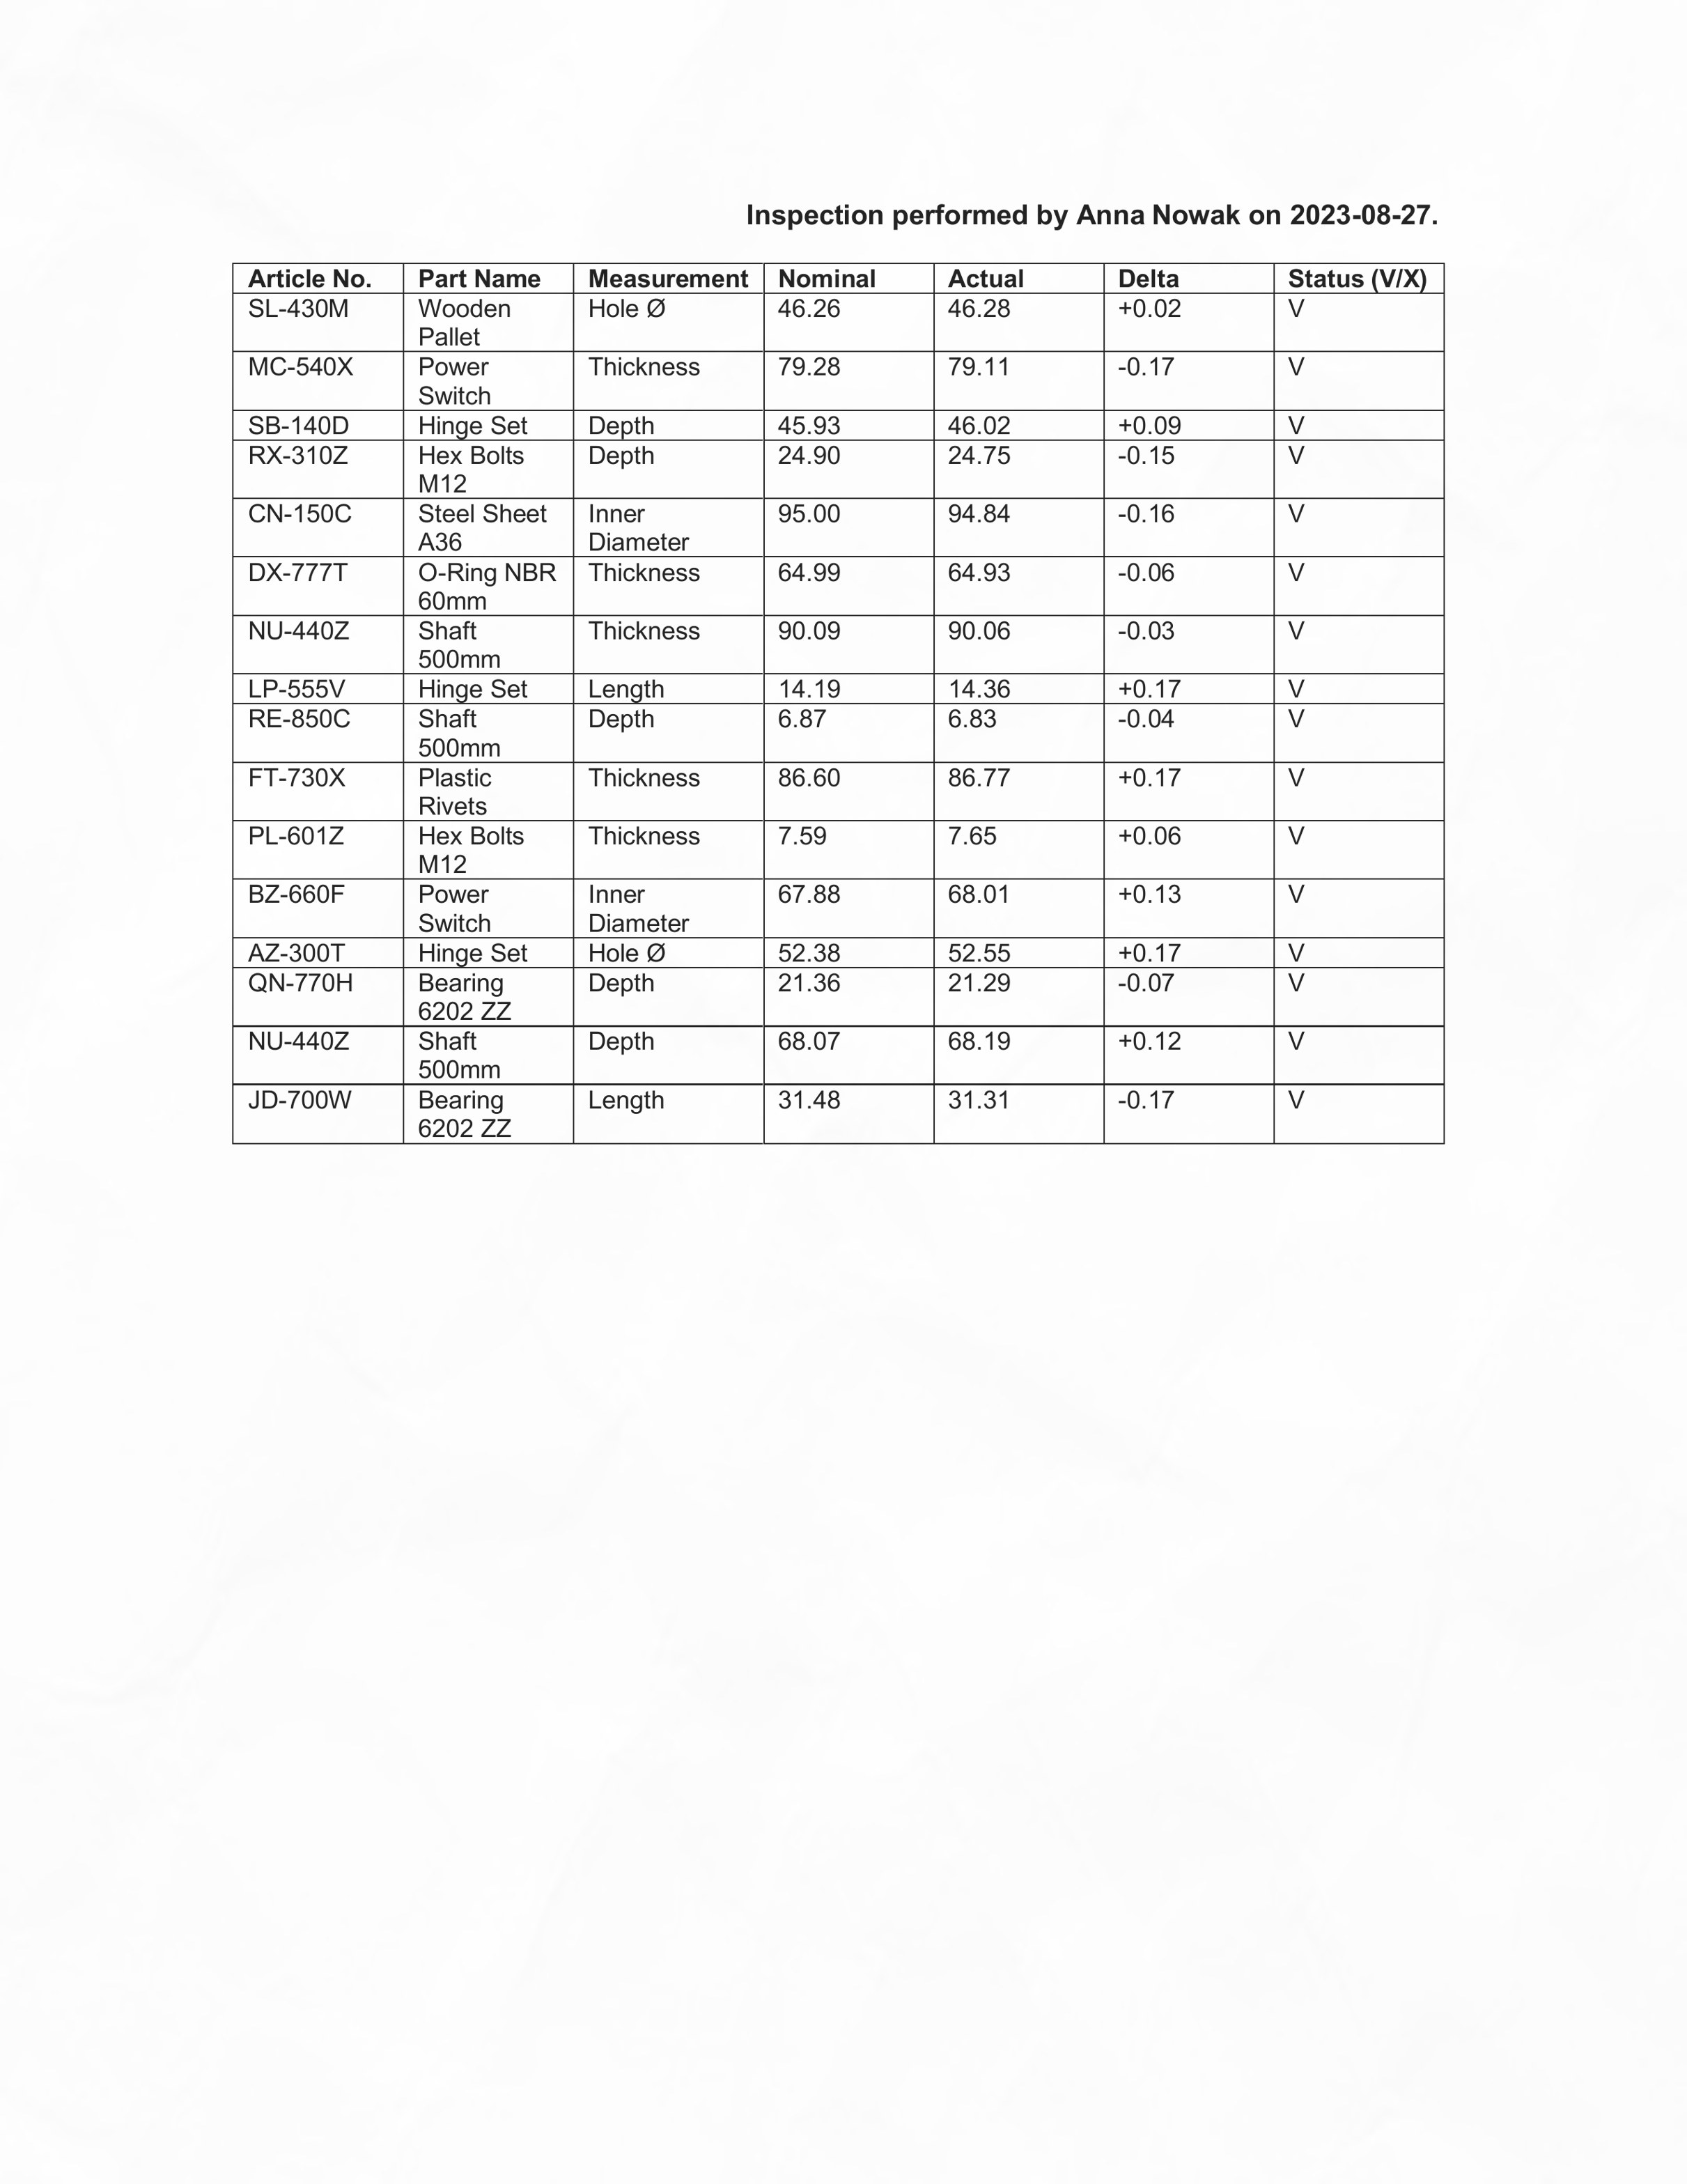 Inspection performed by Anna Nowak on 2023-08-27.
Article No. Part Name Measurement Nominal Actual Delta Status (V/X)
SL-430M Wooden Pallet Hole Ø 46.26 46.28 +0.02 V
MC-540X Power Switch Thickness 79.28 79.11 -0.17 V
SB-140D Hinge Set Depth 45.93 46.02 +0.09 V
RX-310Z Hex Bolts M12 Depth 24.90 24.75 -0.15 V
CN-150C Steel Sheet A36 Inner Diameter 95.00 94.84 -0.16 V
DX-777T O-Ring NBR 60mm Thickness 64.99 64.93 -0.06 V
NU-440Z Shaft 500mm Thickness 90.09 90.06 -0.03 V
LP-555V Hinge Set Length 14.19 14.36 +0.17 V
RE-850C Shaft 500mm Depth 6.87 6.83 -0.04 V
FT-730X Plastic Rivets Thickness 86.60 86.77 +0.17 V
PL-601Z Hex Bolts M12 Thickness 7.59 7.65 +0.06 V
BZ-660F Power Switch Inner Diameter 67.88 68.01 +0.13 V
AZ-300T Hinge Set Hole Ø 52.38 52.55 +0.17 V
QN-770H Bearing 6202 ZZ Depth 21.36 21.29 -0.07 V
NU-440Z Shaft 500mm Depth 68.07 68.19 +0.12 V
JD-700W Bearing 6202 ZZ Length 31.48 31.31 -0.17 V